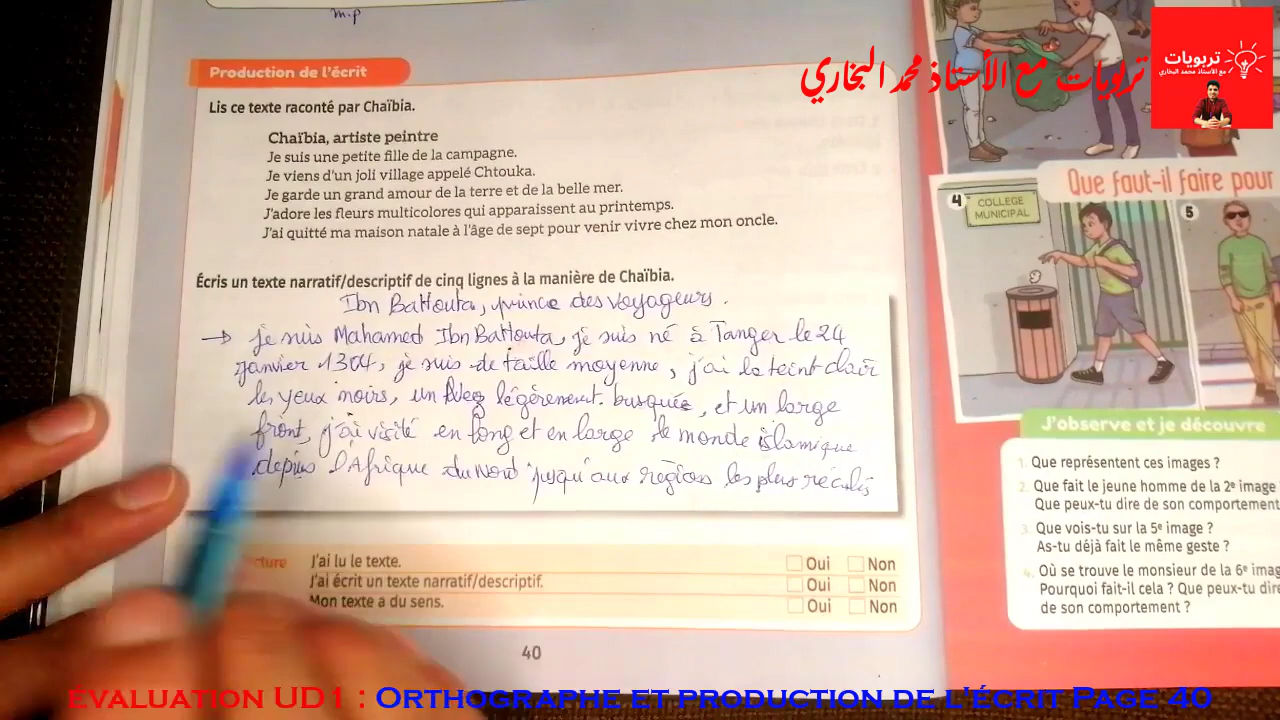 m.p
Production de l'écrit
Lis ce texte raconté par Chaïbia.
Chaïbia, artiste peintre
Je suis une petite fille de la campagne.
Je viens d'un joli village appelé Chtouka.
Je garde un grand amour de la terre et de la belle mer.
J'adore les fleurs multicolores qui apparaissent au printemps.
J'ai quitté ma maison natale à l'âge de sept pour venir vivre chez mon oncle.
Écris un texte narratif/descriptif de cinq lignes à la manière de Chaïbia.
Ibn Battouta, prince des voyageurs.
→ je suis Mahamed Ibn Battouta, je suis né à Tanger le 24
janvier 1304, je suis de taille moyenne, j'ai le teint clair
les yeux noirs, un légèrement busqué, et un large
front, j'ai visité en long et en large le monde islamique
depuis l'Afrique du Nord jusqu'aux régions les plus reculés
cture
J'ai lu le texte. Oui Non
J'ai écrit un texte narratif/descriptif. Oui Non
Mon texte a du sens. Oui Non
40
تربويات مع الأستاذ محمد البخاري
تربويات
مع الأستاذ محمد البخاري
Que faut-il faire pour
4
COLLEGE
MUNICIPAL
5
J'observe et je découvre
1. Que représentent ces images ?
2. Que fait le jeune homme de la 2e image
Que peux-tu dire de son comportement
3. Que vois-tu sur la 5e image ?
As-tu déjà fait le même geste ?
4. Où se trouve le monsieur de la 6e imag
Pourquoi fait-il cela ? Que peux-tu dire
de son comportement ?
évaluation UD1 : Orthographe et production de l'écrit Page 40